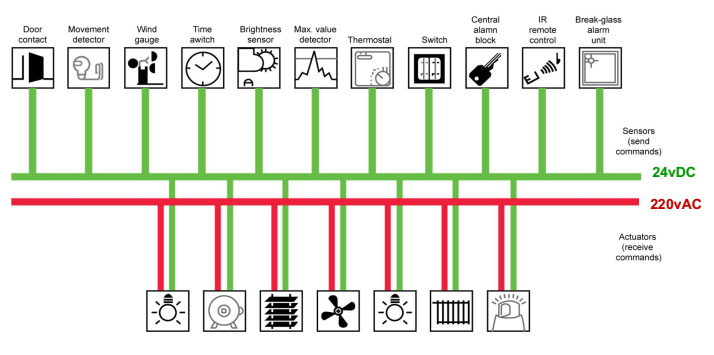 Door
contact
Movement
detector
Wind
gauge
Time
awitch
Brightness
sensor
Max. value
detector
Thermostal
Switch
Central
alamn
block
IR
remote
control
Break-glass
alarm
unit
Sensors
(send
commands)
24vDC
220vAC
Actuators
(receive
commands)